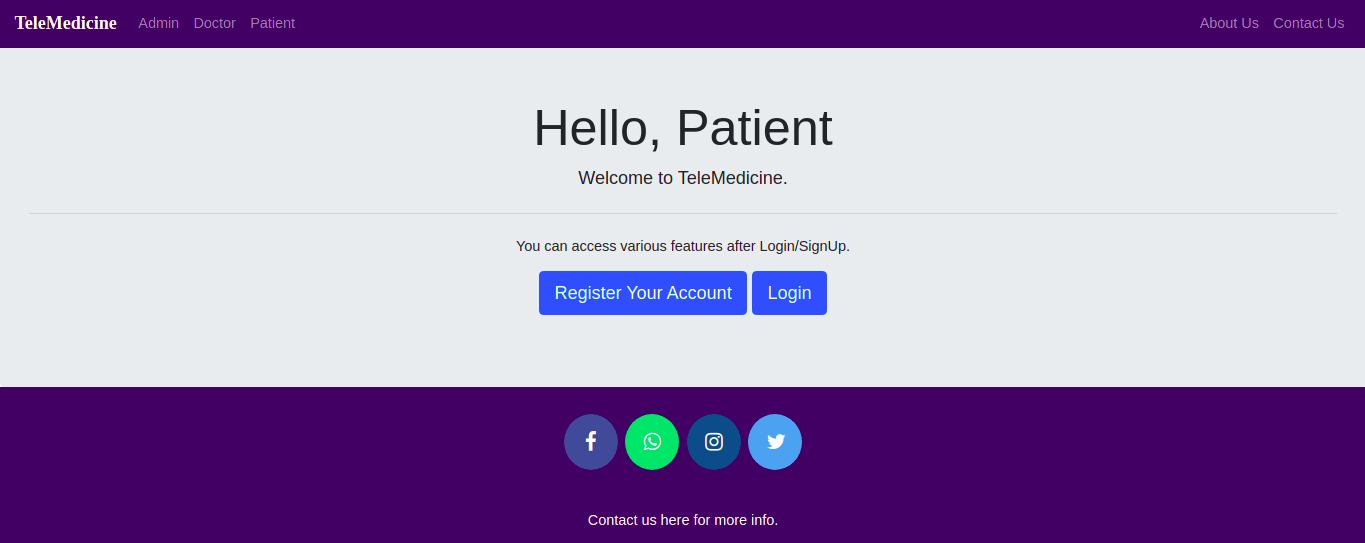 TeleMedicine Admin Doctor Patient About Us Contact Us
Hello, Patient
Welcome to TeleMedicine.
You can access various features after Login/SignUp.
Register Your Account Login
Contact us here for more info.